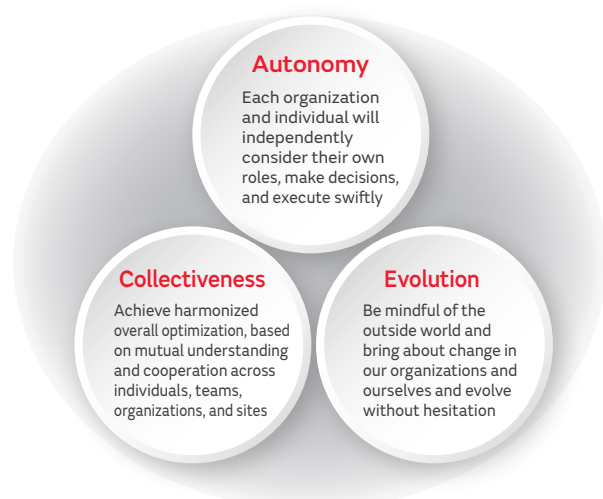 Autonomy
Each organization
and individual will
independently
consider their own
roles, make decisions,
and execute swiftly
Collectiveness
Achieve harmonized
overall optimization, based
on mutual understanding
and cooperation across
individuals, teams,
organizations, and sites
Evolution
Be mindful of the
outside world and
bring about change in
our organizations and
ourselves and evolve
without hesitation